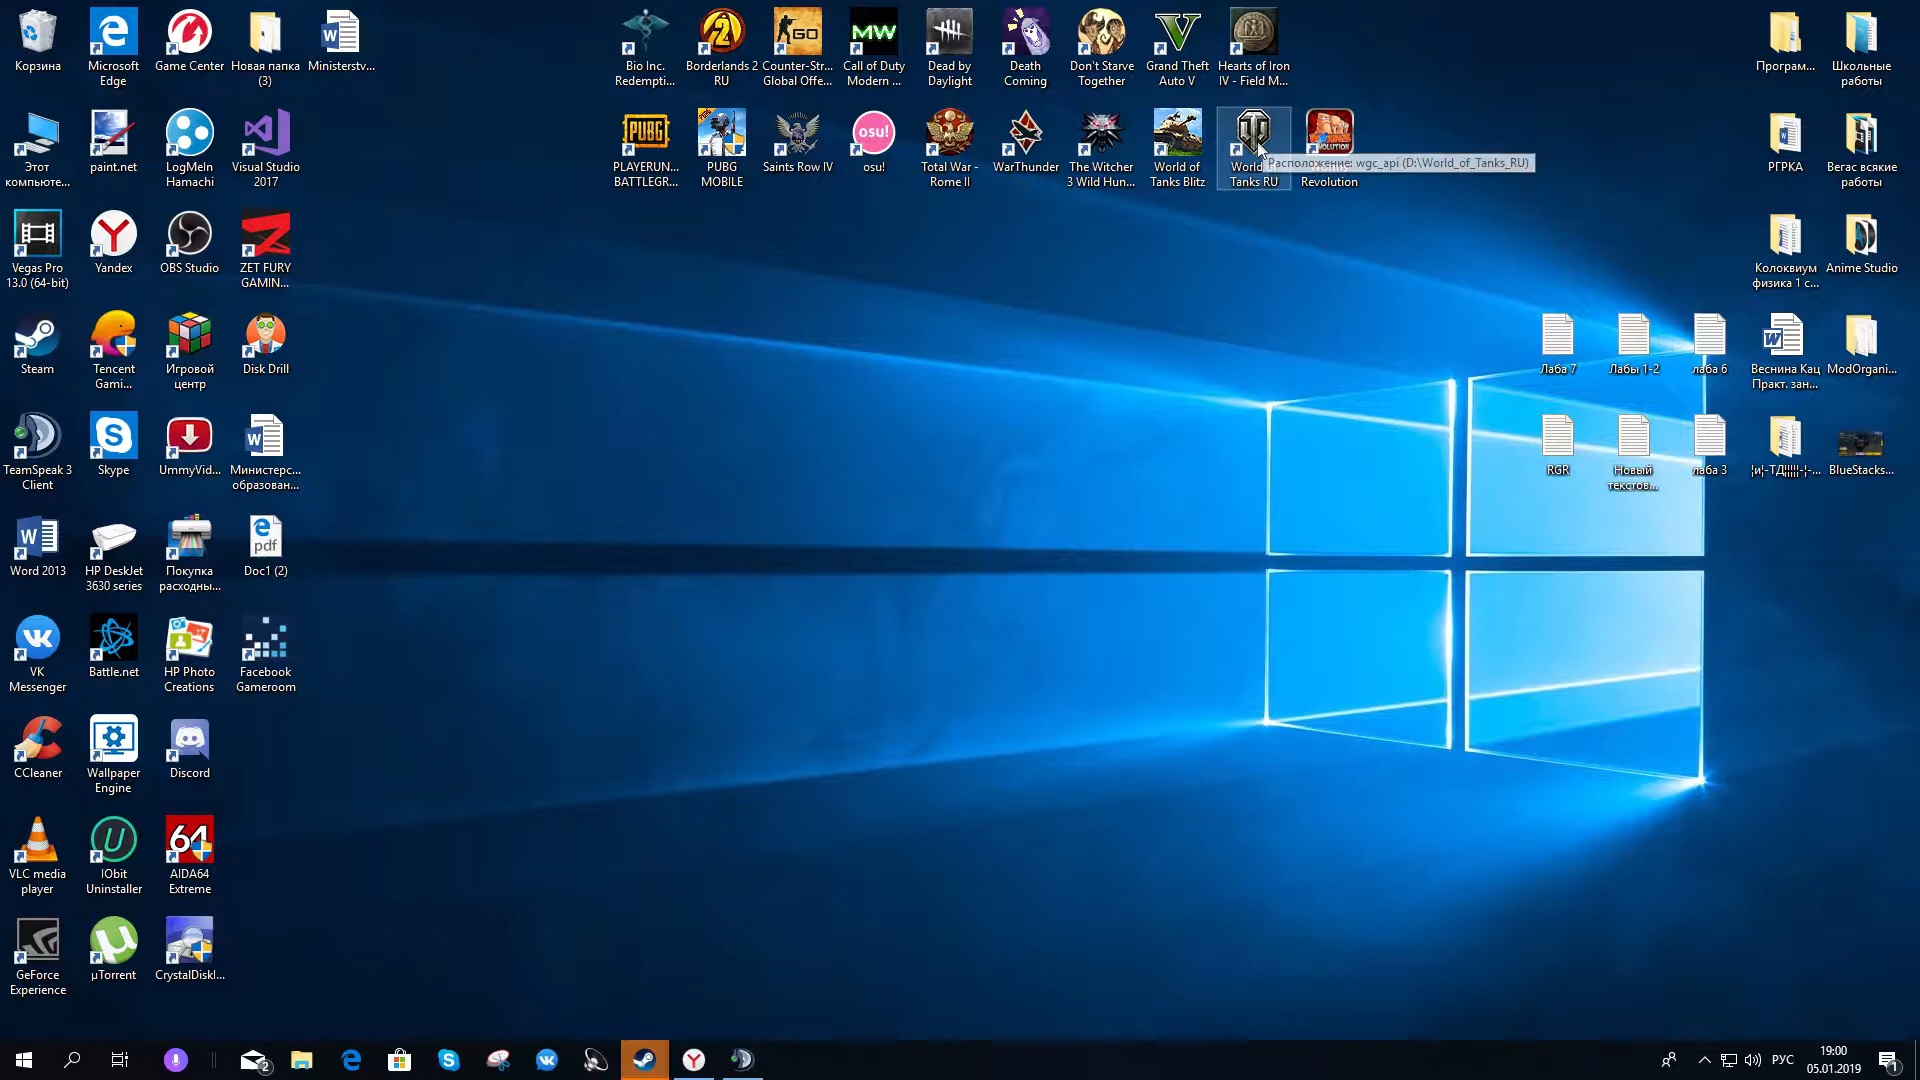 Корзина
Microsoft
Edge
Game Center
Новая папка
(3)
Ministerstv...
Bio Inc.
Redempti...
Borderlands 2
RU
Counter-Str...
Global Offe...
Call of Duty
Modern ...
Dead by
Daylight
Death
Coming
Don't Starve
Together
Grand Theft
Auto V
Hearts of Iron
IV - Field M...
Програм...
Школьные
работы
Этот
компьюте...
paint.net
LogMeIn
Hamachi
Visual Studio
2017
PLAYERUN...
BATTLEGR...
PUBG
MOBILE
Saints Row IV
osu!
Total War -
Rome II
WarThunder
The Witcher
3 Wild Hun...
World of
Tanks Blitz
World of
Tanks RU
Расположение: wgc_api (D:\World_of_Tanks_RU)
Revolution
РГРКА
Вегас всякие
работы
Vegas Pro
13.0 (64-bit)
Yandex
OBS Studio
ZET FURY
GAMIN...
Колоквиум
физика 1 с...
Anime Studio
Steam
Tencent
Gami...
Игровой
центр
Disk Drill
Лаба 7
Лабы 1-2
лаба 6
Веснина Кац
Практ. зан...
ModOrgani...
TeamSpeak 3
Client
Skype
UmmyVid...
Министерс...
образован...
RGR
Новый
текстов...
лаба 3
¦и¦-ТД¦¦¦¦¦-¦-...
BlueStacks...
Word 2013
HP DeskJet
3630 series
Покупка
расходны...
Doc1 (2)
VK
Messenger
Battle.net
HP Photo
Creations
Facebook
Gameroom
CCleaner
Wallpaper
Engine
Discord
VLC media
player
IObit
Uninstaller
AIDA64
Extreme
GeForce
Experience
µTorrent
CrystalDiskI...
2
РУС
19:00
05.01.2019
1